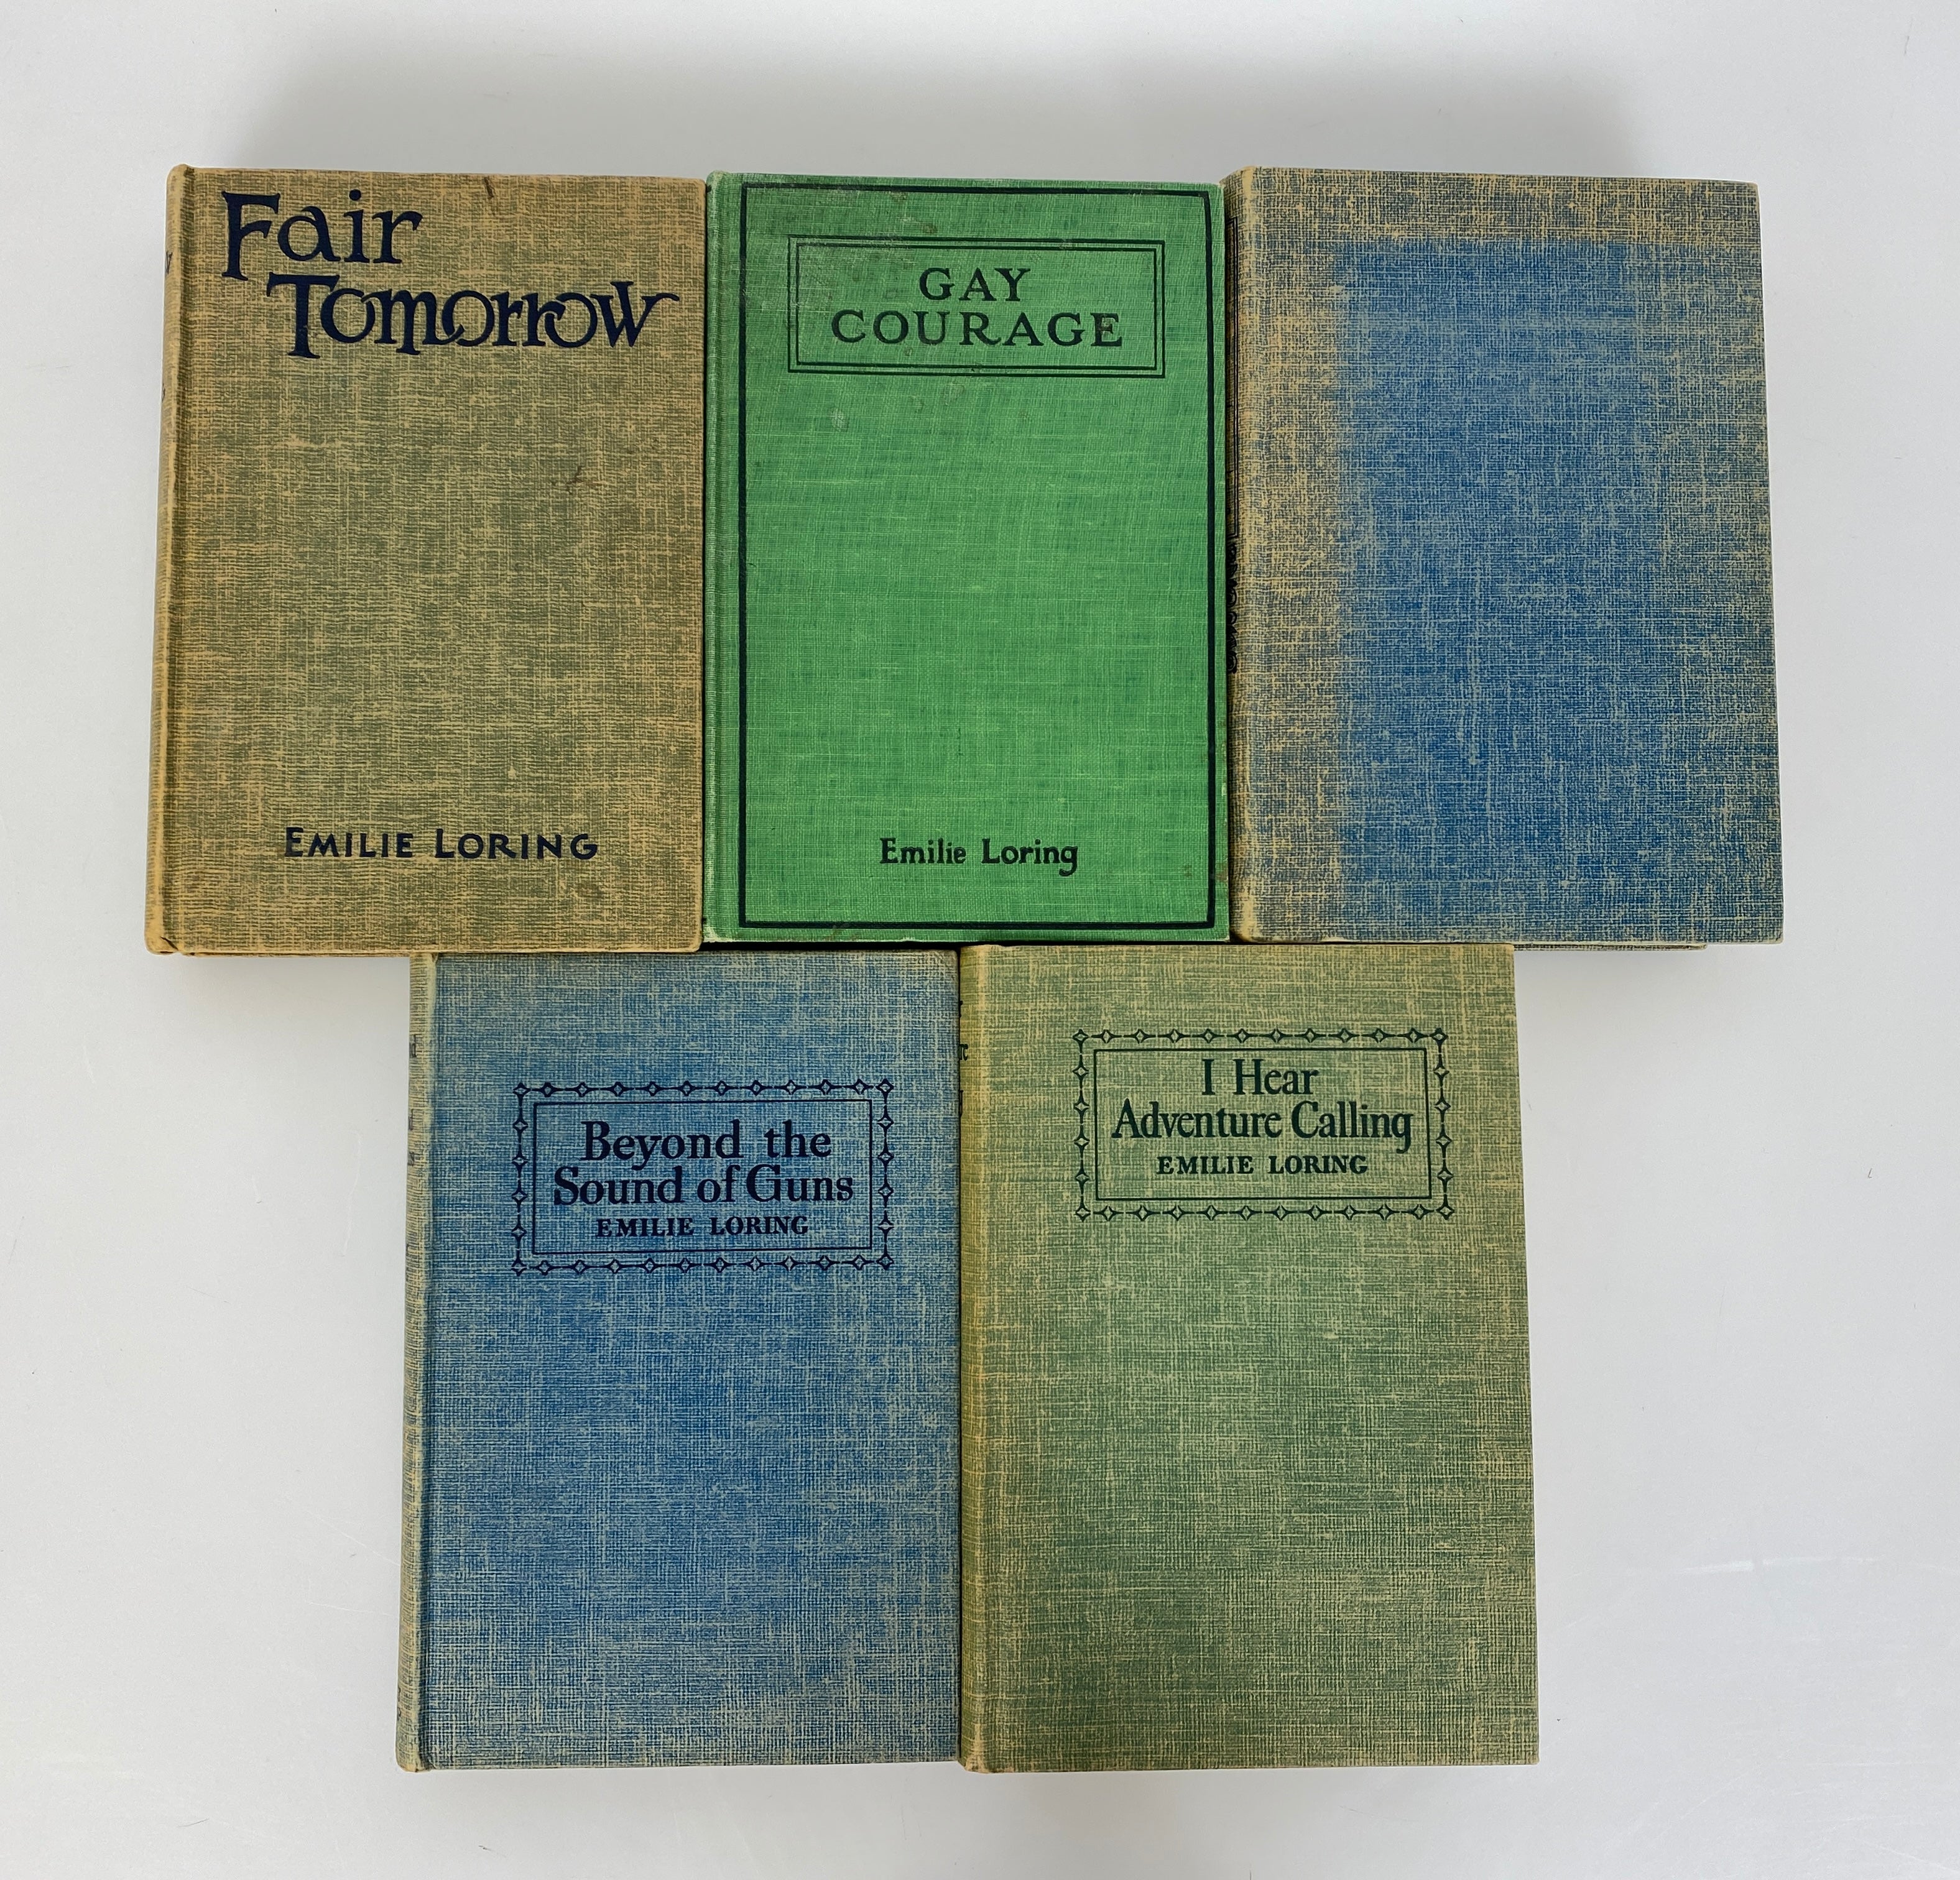 Fair
Tomorrow
EMILIE LORING
GAY
COURAGE
Emilie Loring
Beyond the
Sound of Guns
EMILIE LORING
I Hear
Adventure Calling
EMILIE LORING